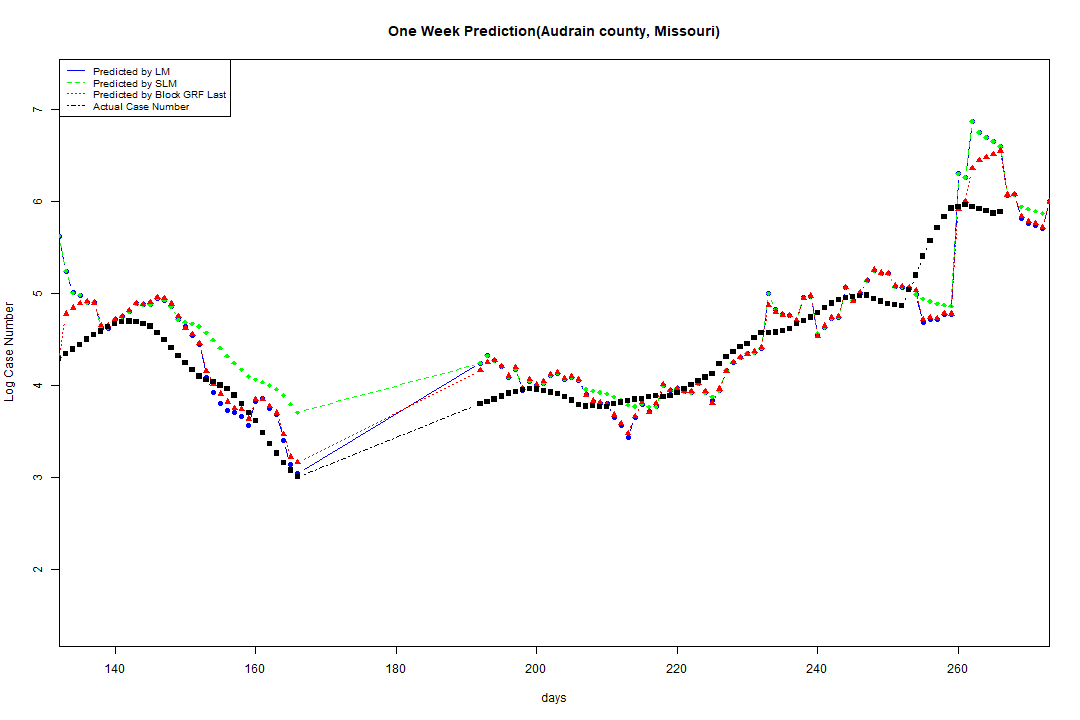 One Week Prediction(Audrain county, Missouri)
Predicted by LM
Predicted by SLM
Predicted by Block GRF Last
Actual Case Number
Log Case Number
7
6
5
4
3
2
140 160 180 200 220 240 260
days